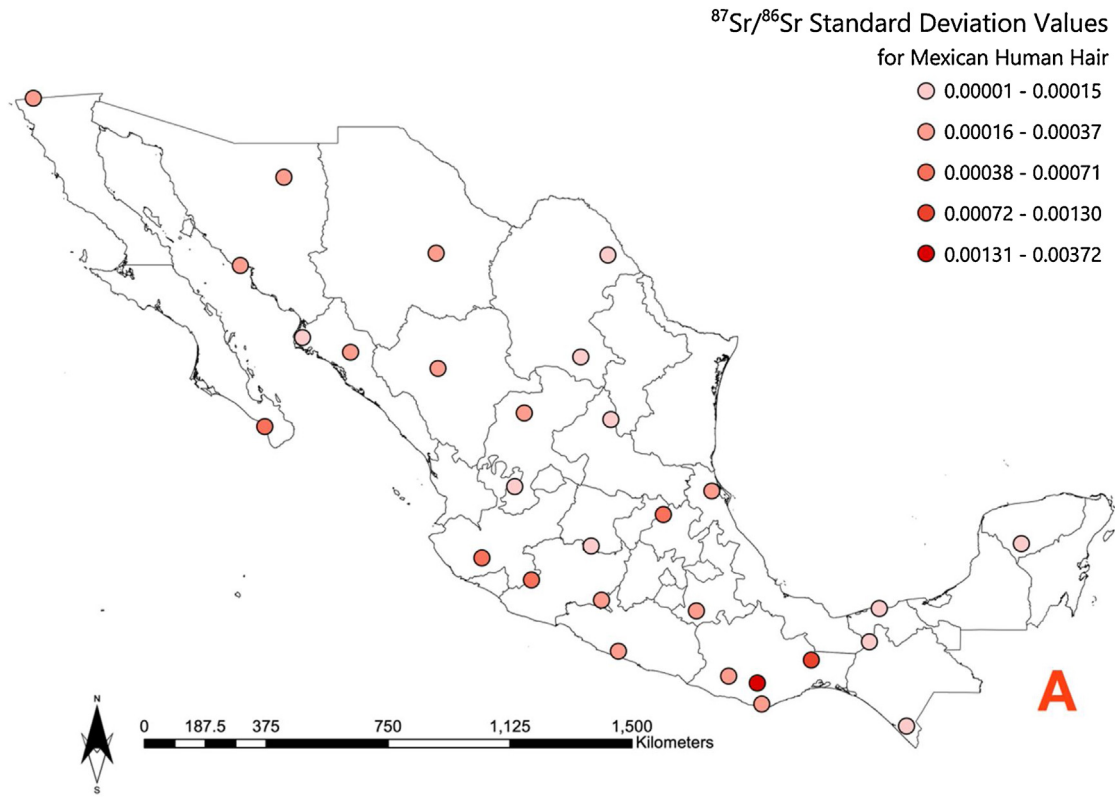 ⁸⁷Sr/⁸⁶Sr Standard Deviation Values
for Mexican Human Hair
0.00001 - 0.00015
0.00016 - 0.00037
0.00038 - 0.00071
0.00072 - 0.00130
0.00131 - 0.00372
A
N
S
0 187.5 375 750 1,125 1,500
Kilometers